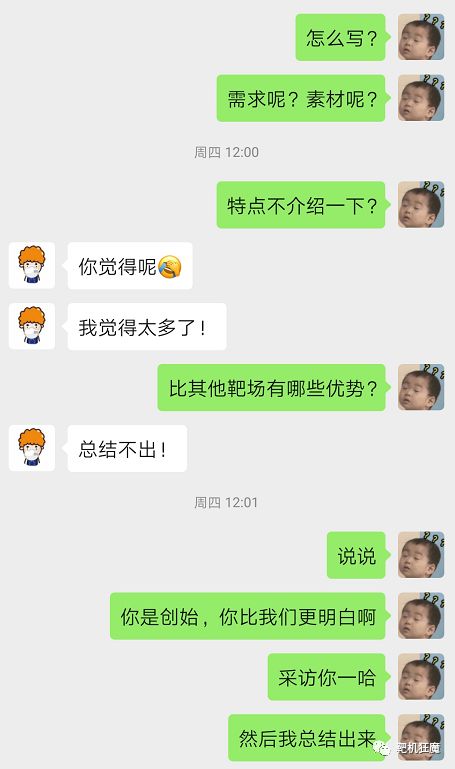 怎么写?
需求呢? 素材呢?
周四 12:00
特点不介绍一下?
你觉得呢
我觉得太多了!
比其他靶场有哪些优势?
总结不出!
周四 12:01
说说
你是创始，你比我们更明白啊
采访你一哈
然后我总结出来
靶机狂魔